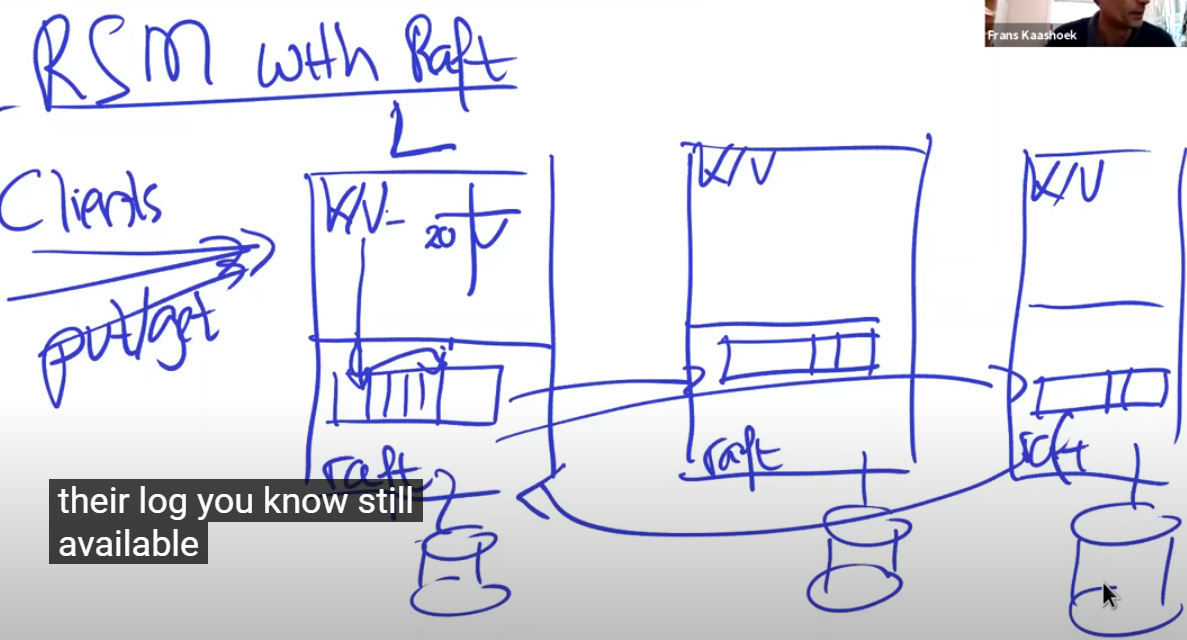 RSM with Raft
Frans Kaashoek
L
Clients
put/get
K/V
20
K/V
K/V
raft
raft
raft
their log you know still
available